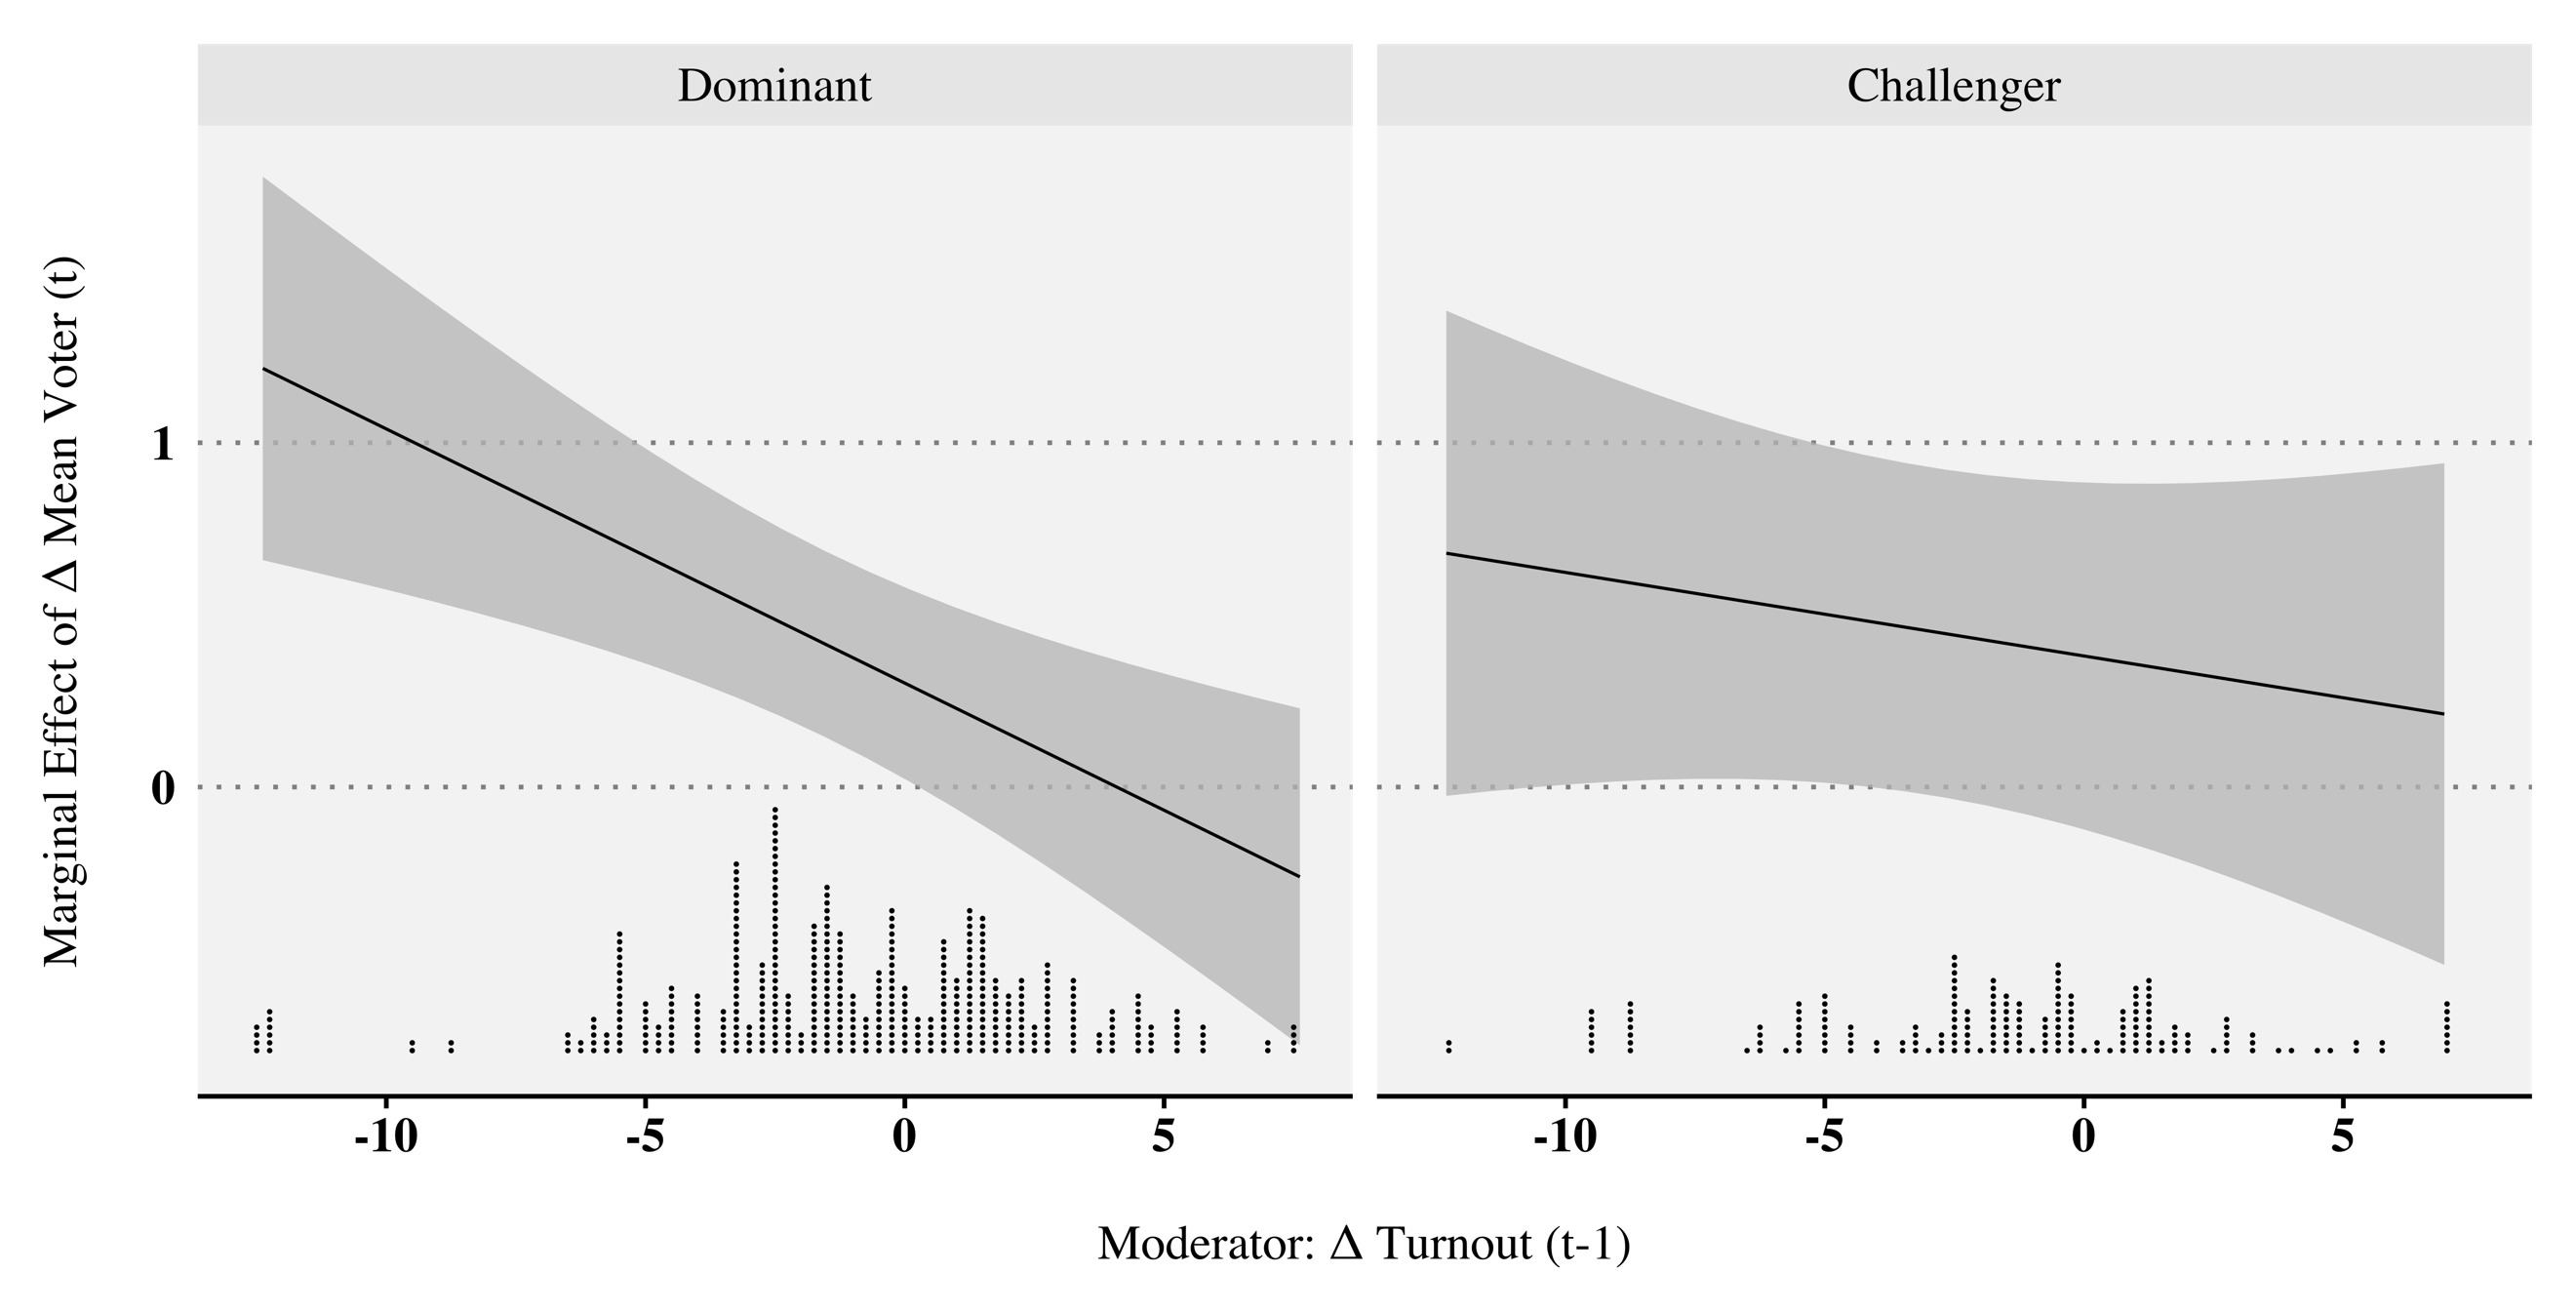 Dominant
Challenger
Marginal Effect of Δ Mean Voter (t)
1
0
-10 -5 0 5
-10 -5 0 5
Moderator: Δ Turnout (t-1)